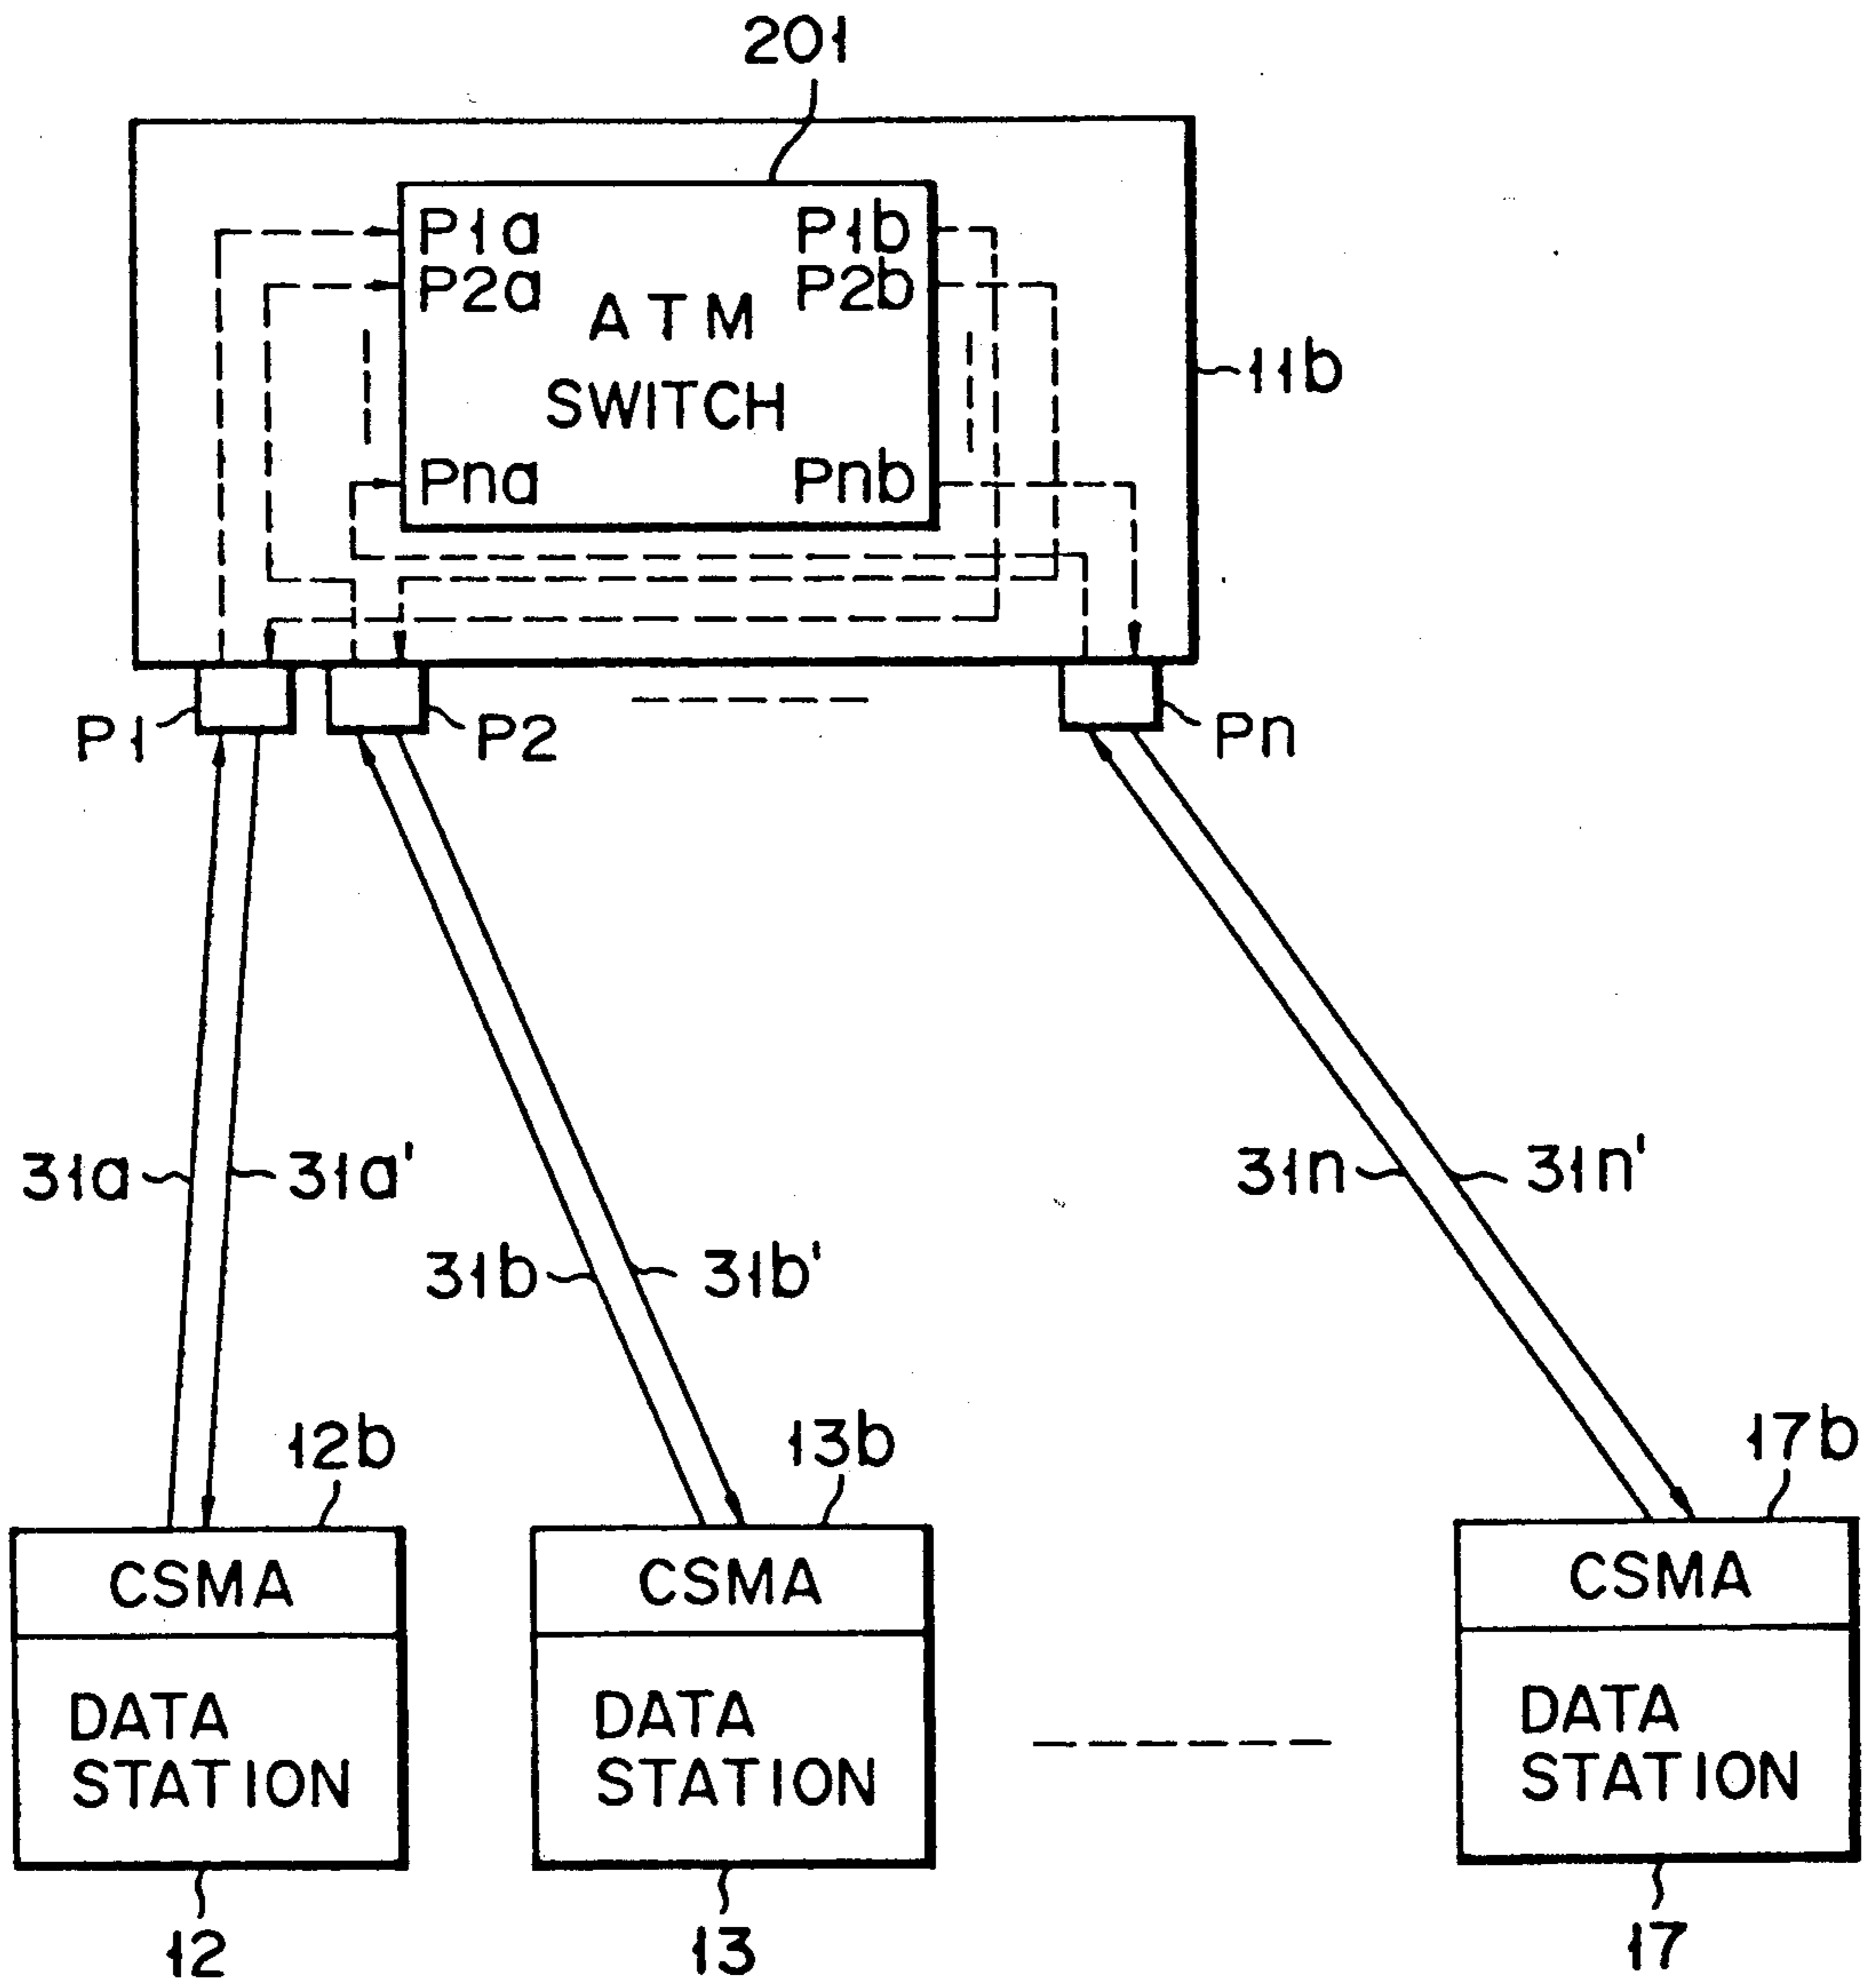 201
P1a P1b
P2a P2b
ATM
SWITCH
11b
Pna Pnb
P1 P2 Pn
31a 31a' 31n 31n'
31b 31b'
12b 13b 17b
CSMA CSMA CSMA
DATA DATA DATA
STATION STATION STATION
12 13 17